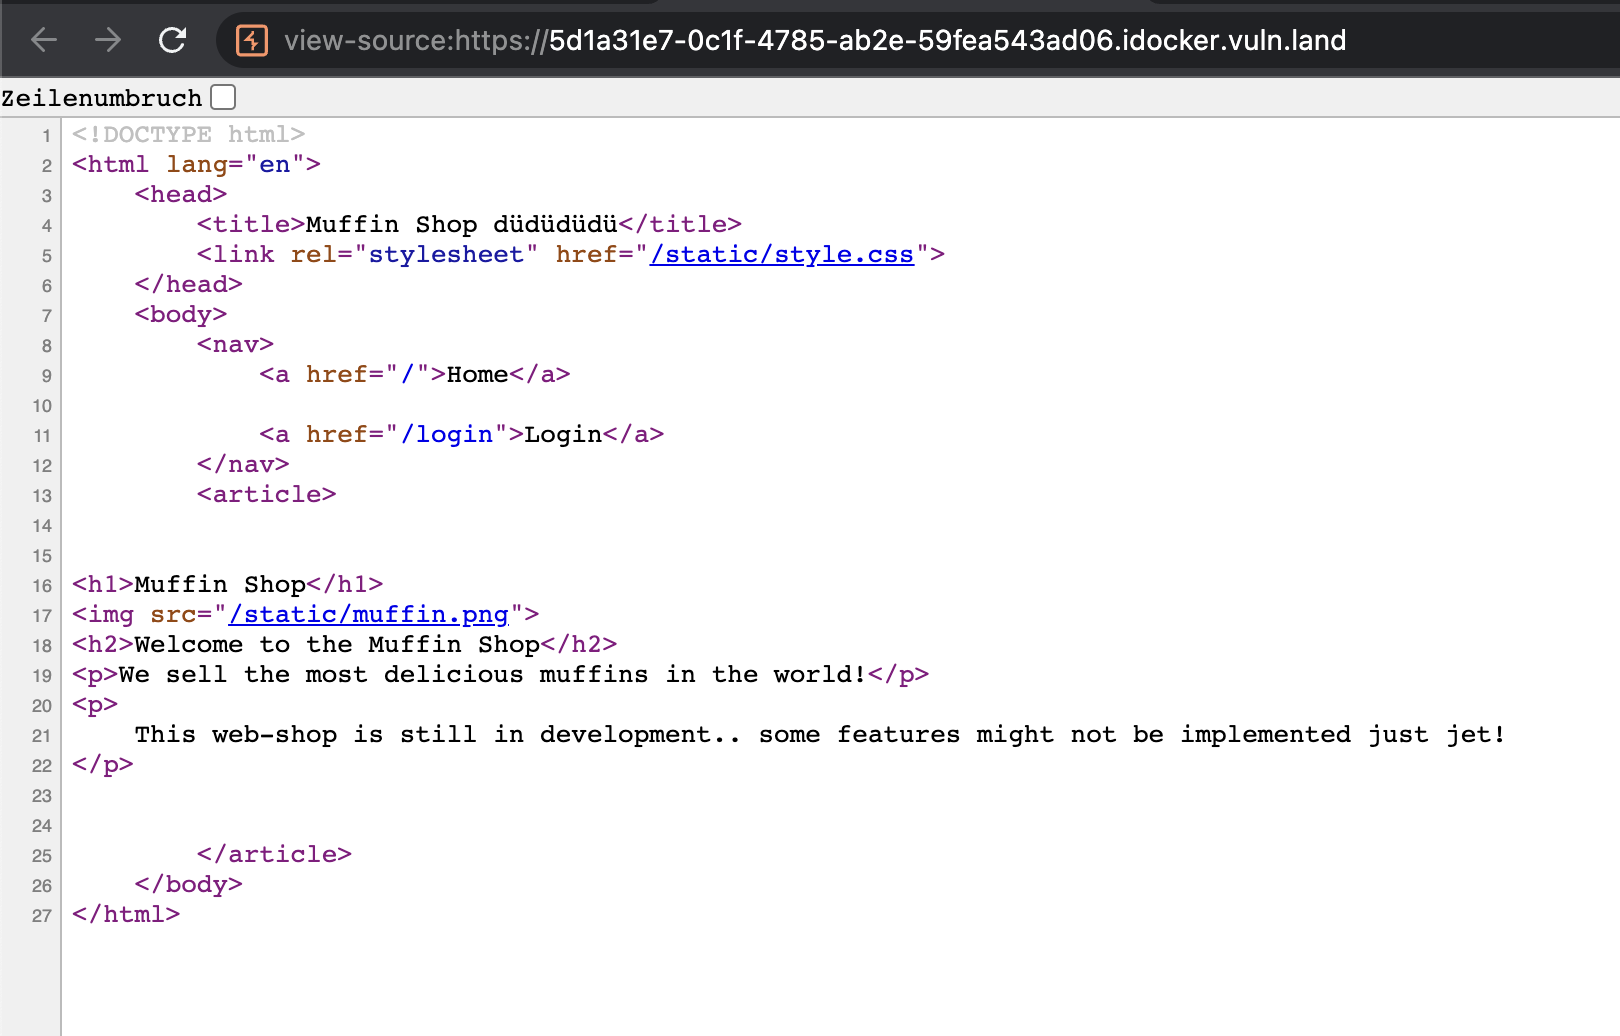 view-source:https://5d1a31e7-0c1f-4785-ab2e-59fea543ad06.idocker.vuln.land
Zeilenumbruch
1 <!DOCTYPE html>
2 <html lang="en">
3     <head>
4         <title>Muffin Shop düdüdüdü</title>
5         <link rel="stylesheet" href="/static/style.css">
6     </head>
7     <body>
8         <nav>
9             <a href="/">Home</a>
10
11             <a href="/login">Login</a>
12         </nav>
13         <article>
14
15
16 <h1>Muffin Shop</h1>
17 <img src="/static/muffin.png">
18 <h2>Welcome to the Muffin Shop</h2>
19 <p>We sell the most delicious muffins in the world!</p>
20 <p>
21     This web-shop is still in development.. some features might not be implemented just jet!
22 </p>
23
24
25         </article>
26     </body>
27 </html>